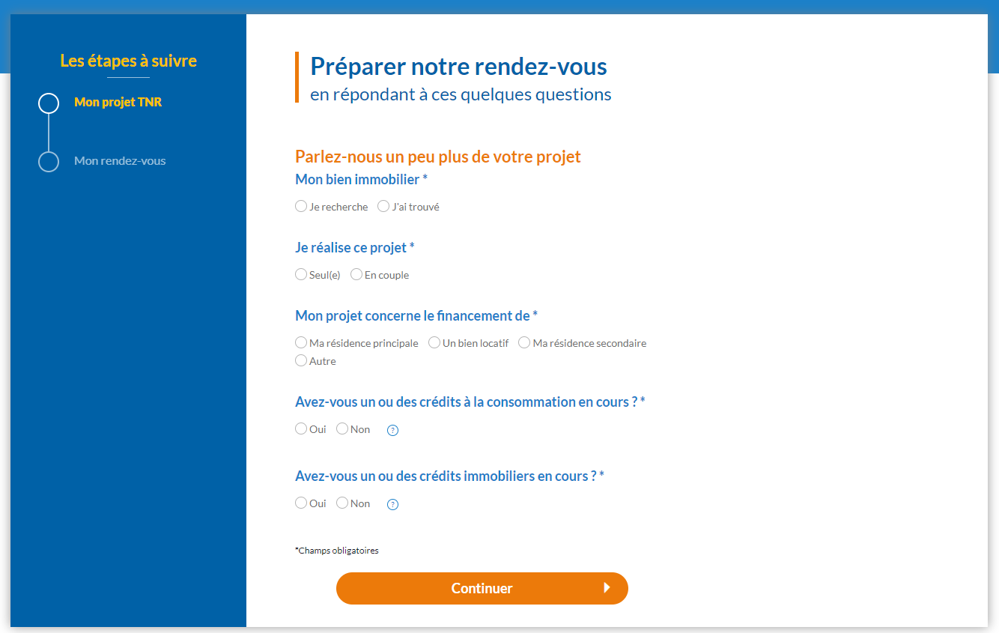 Les étapes à suivre
Mon projet TNR
Mon rendez-vous
Préparer notre rendez-vous
en répondant à ces quelques questions
Parlez-nous un peu plus de votre projet
Mon bien immobilier *
Je recherche J'ai trouvé
Je réalise ce projet *
Seul(e) En couple
Mon projet concerne le financement de *
Ma résidence principale Un bien locatif Ma résidence secondaire
Autre
Avez-vous un ou des crédits à la consommation en cours ? *
Oui Non ?
Avez-vous un ou des crédits immobiliers en cours ? *
Oui Non ?
*Champs obligatoires
Continuer